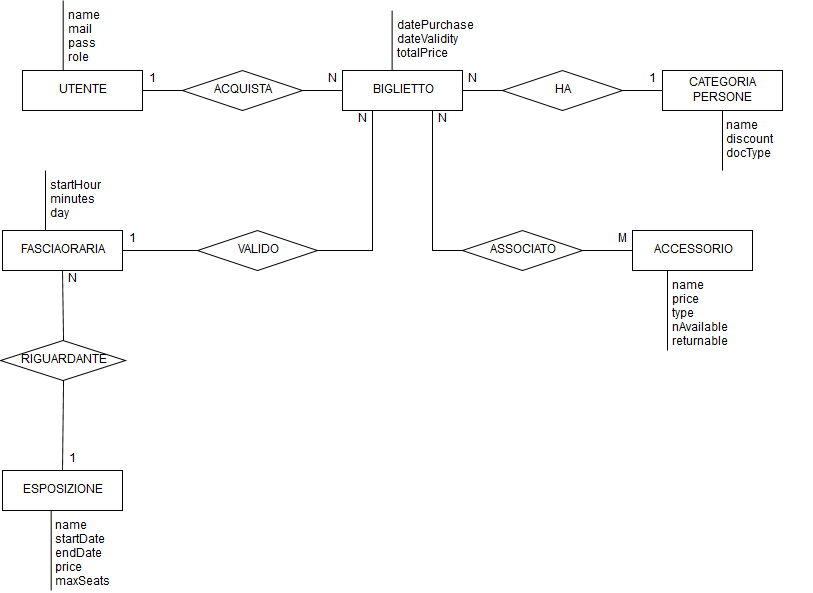 name
mail
pass
role
datePurchase
dateValidity
totalPrice
UTENTE
1
ACQUISTA
N
BIGLIETTO
N
HA
1
CATEGORIA
PERSONE
N
N
name
discount
docType
startHour
minutes
day
FASCIAORARIA
1
VALIDO
ASSOCIATO
M
ACCESSORIO
N
name
price
type
nAvailable
returnable
RIGUARDANTE
1
ESPOSIZIONE
name
startDate
endDate
price
maxSeats